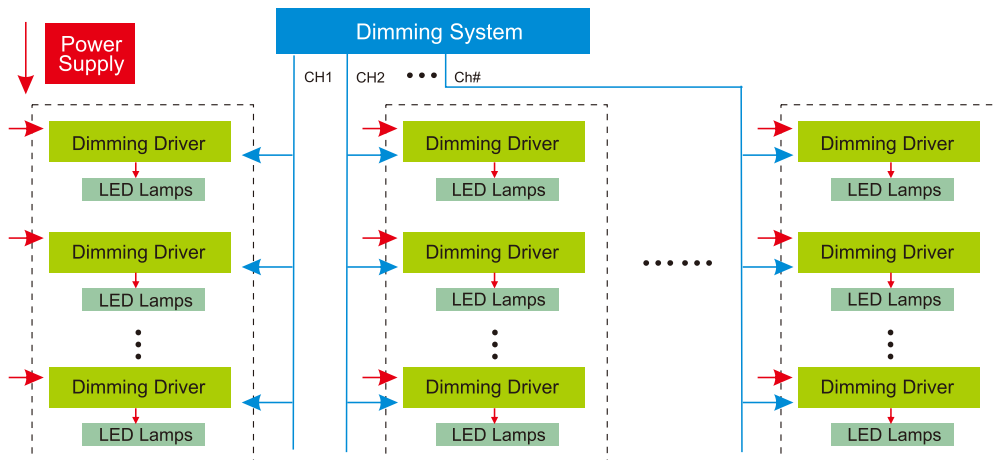 Power
Supply
Dimming System
CH1
CH2
Ch#
Dimming Driver
Dimming Driver
Dimming Driver
LED Lamps
LED Lamps
LED Lamps
Dimming Driver
Dimming Driver
Dimming Driver
LED Lamps
LED Lamps
LED Lamps
Dimming Driver
Dimming Driver
Dimming Driver
LED Lamps
LED Lamps
LED Lamps